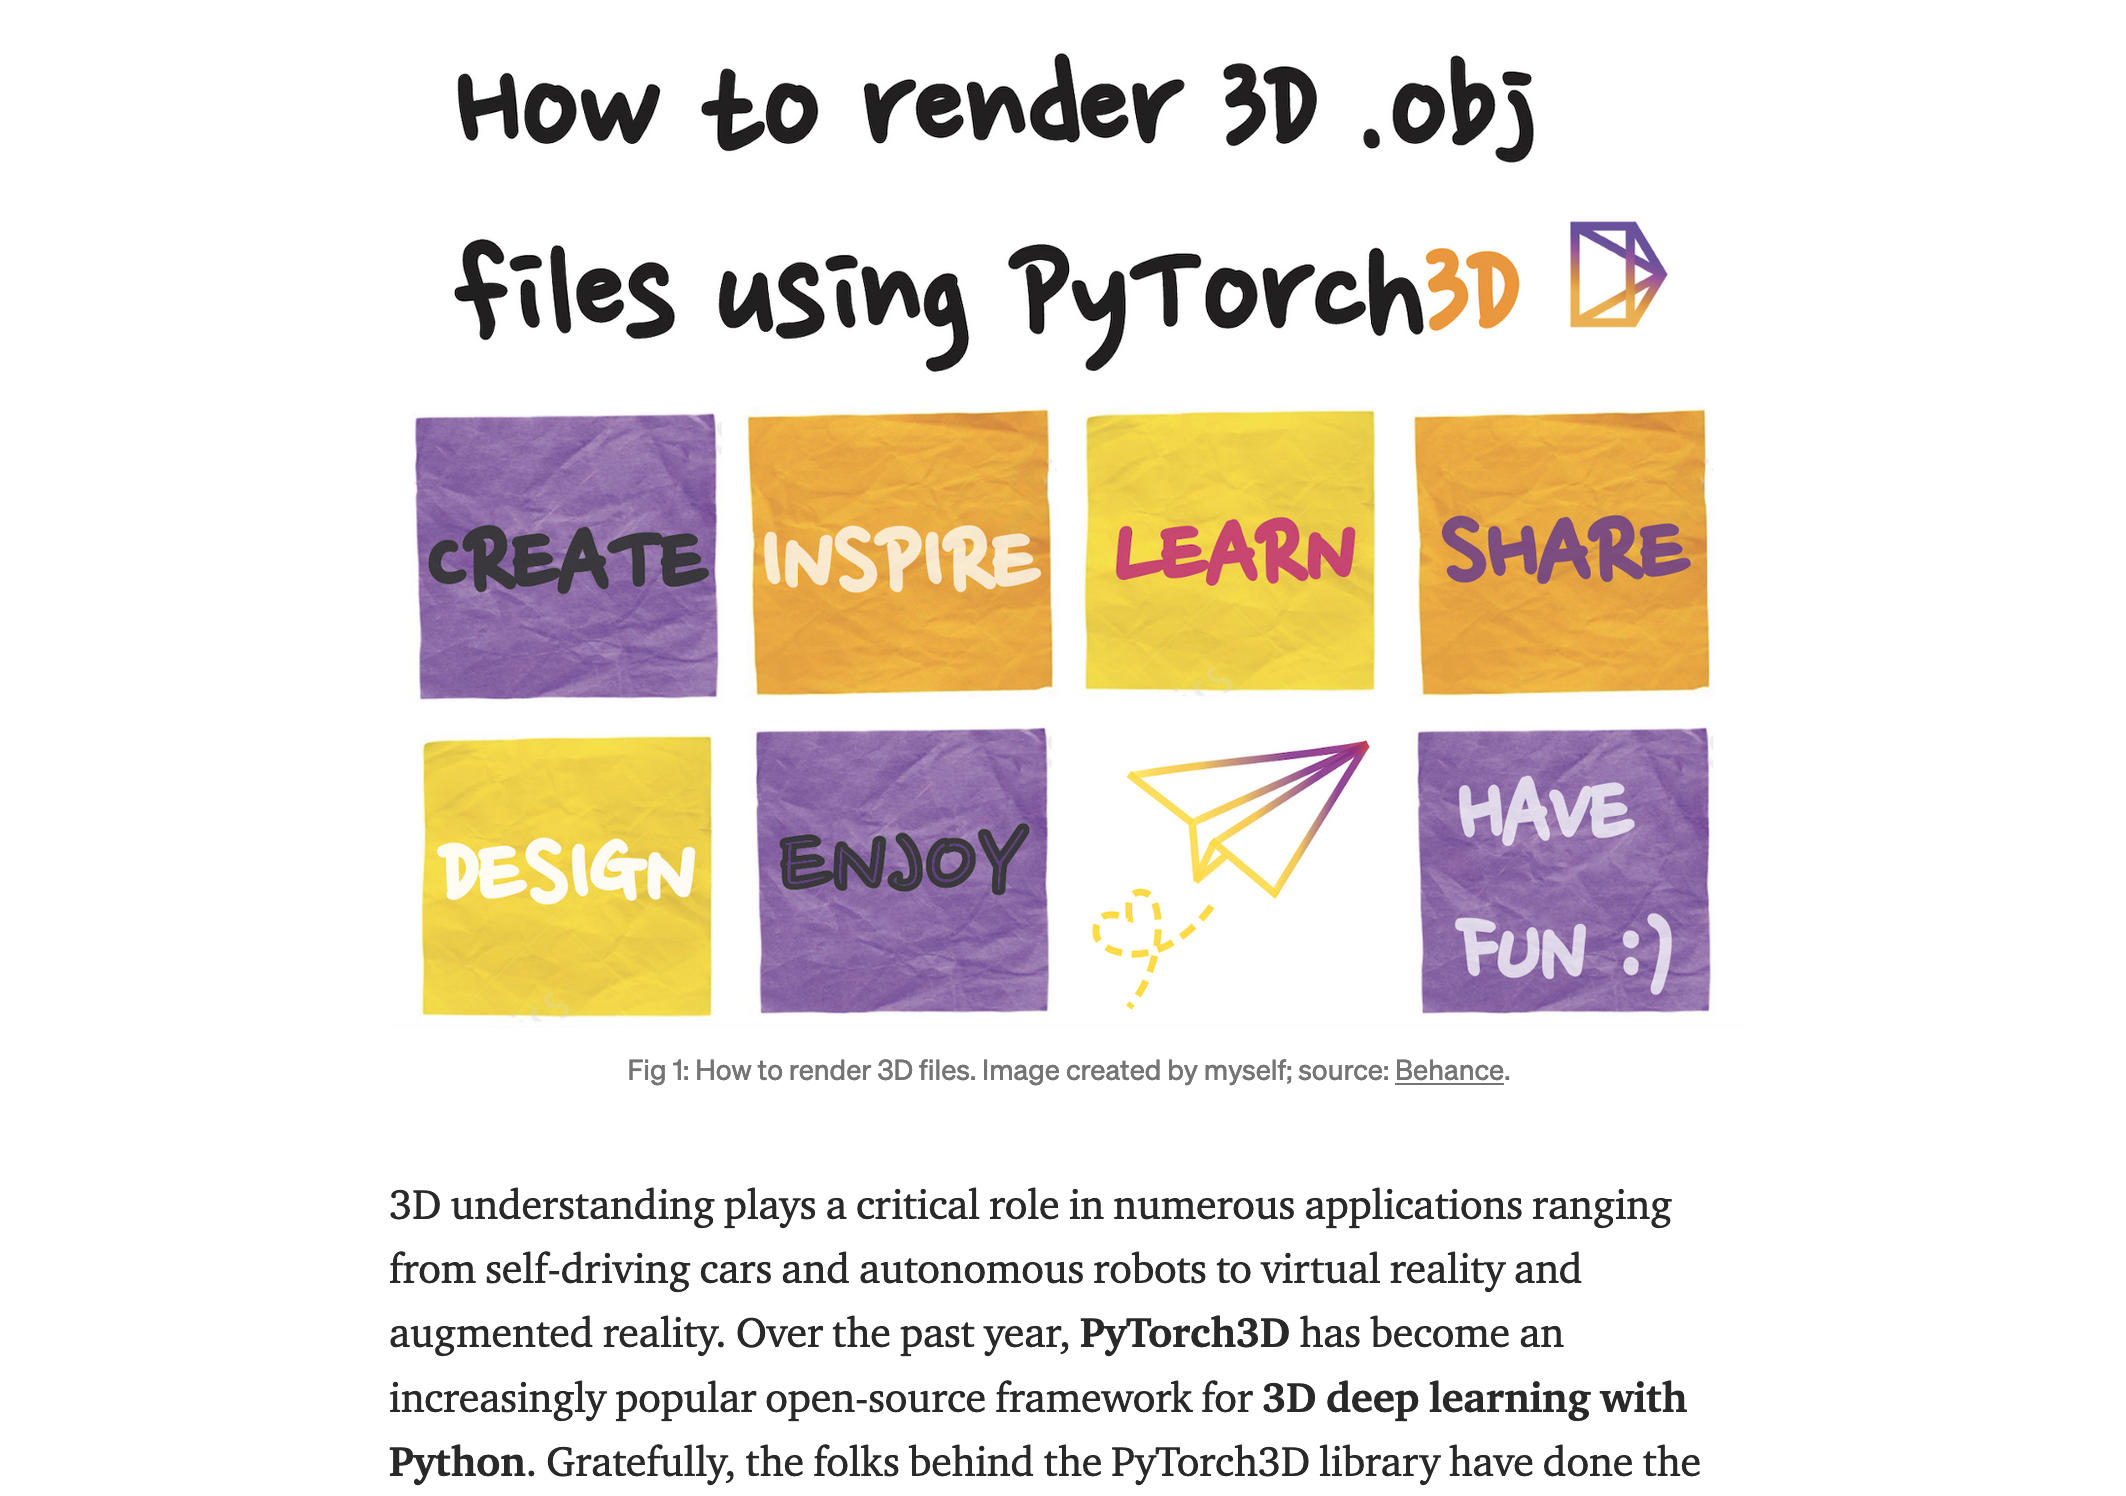 How to render 3D .obj
files using PyTorch3D
CREATE
INSPIRE
LEARN
SHARE
DESIGN
ENJOY
HAVE
FUN :)
Fig 1: How to render 3D files. Image created by myself; source: Behance.
3D understanding plays a critical role in numerous applications ranging
from self-driving cars and autonomous robots to virtual reality and
augmented reality. Over the past year, PyTorch3D has become an
increasingly popular open-source framework for 3D deep learning with
Python. Gratefully, the folks behind the PyTorch3D library have done the